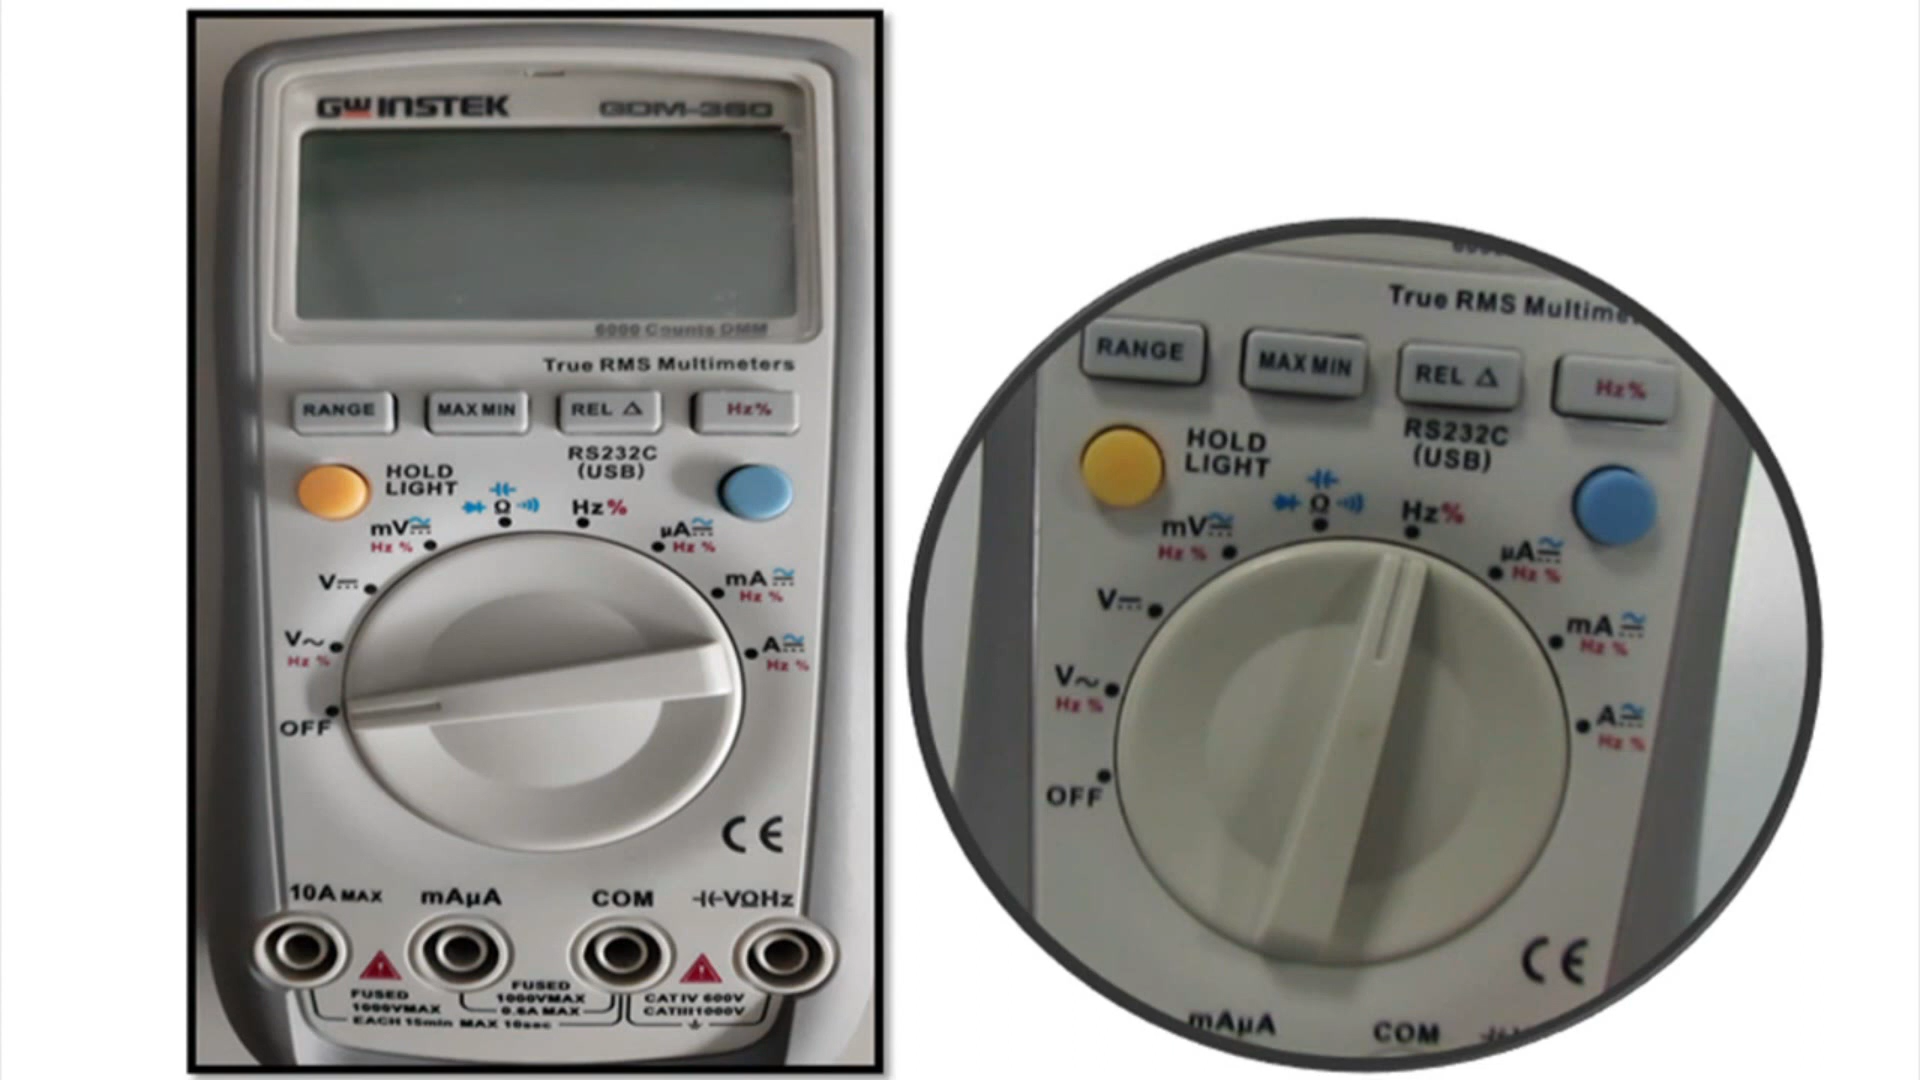 GW INSTEK GDM-360
6000 Counts DMM
True RMS Multimeters
RANGE MAX MIN REL Δ Hz%
RS232C
(USB)
HOLD
LIGHT
Ω
Hz%
mV
Hz %
µA
Hz %
V
mA
Hz %
V~
Hz %
A
Hz %
OFF
CE
10A MAX mAµA COM VΩHz
FUSED
1000VMAX
EACH 15min MAX 10sec
FUSED
1000VMAX
0.6A MAX
CATIV 600V
CATIII1000V
True RMS Multime
RANGE MAX MIN REL Δ Hz%
RS232C
(USB)
HOLD
LIGHT
Ω
Hz%
mV
Hz %
µA
Hz %
V
mA
Hz %
V~
Hz %
A
Hz %
OFF
CE
mAµA COM